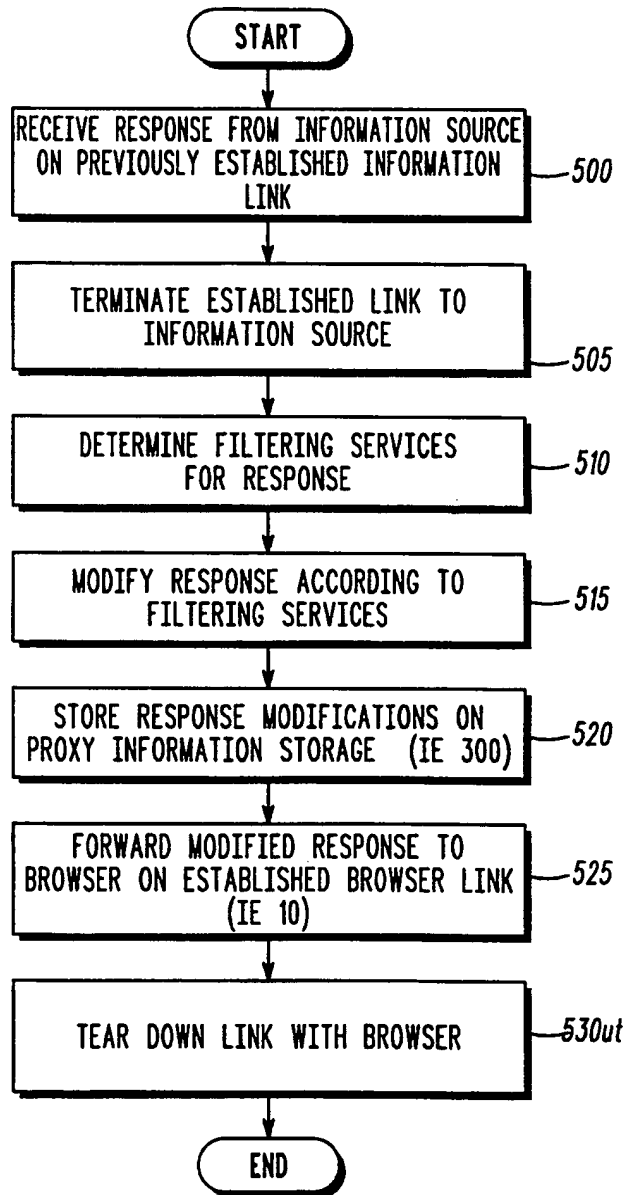 START
RECEIVE RESPONSE FROM INFORMATION SOURCE
ON PREVIOUSLY ESTABLISHED INFORMATION
LINK
500
TERMINATE ESTABLISHED LINK TO
INFORMATION SOURCE
505
DETERMINE FILTERING SERVICES
FOR RESPONSE
510
MODIFY RESPONSE ACCORDING TO
FILTERING SERVICES
515
STORE RESPONSE MODIFICATIONS ON
PROXY INFORMATION STORAGE (IE 300)
520
FORWARD MODIFIED RESPONSE TO
BROWSER ON ESTABLISHED BROWSER LINK
(IE 10)
525
TEAR DOWN LINK WITH BROWSER
530ut
END